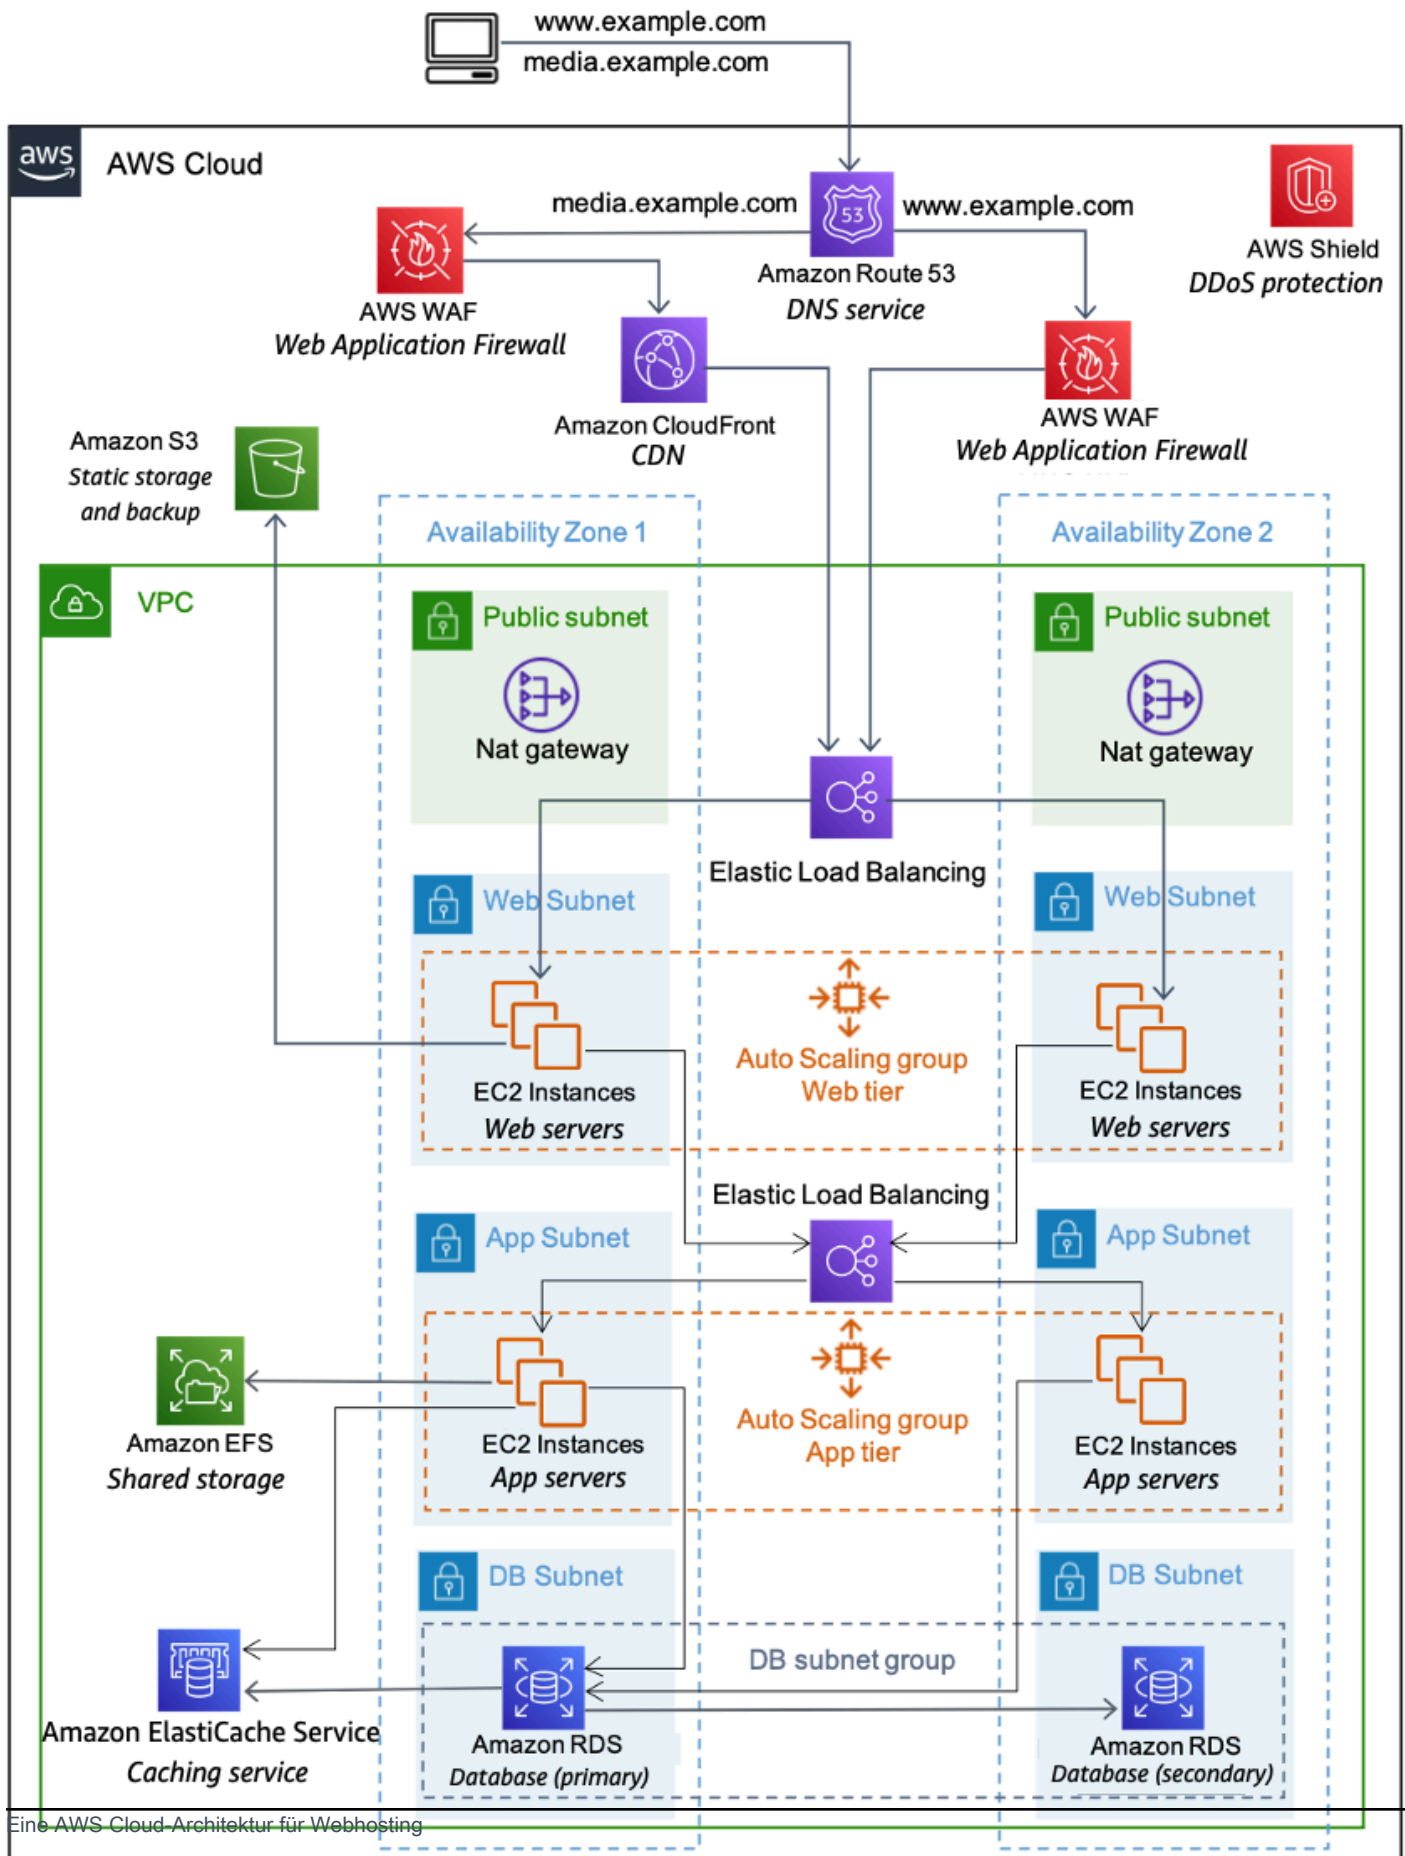 www.example.com
media.example.com
aws
AWS Cloud
media.example.com
53
www.example.com
AWS Shield
DDoS protection
Amazon Route 53
DNS service
AWS WAF
Web Application Firewall
Amazon CloudFront
CDN
AWS WAF
Web Application Firewall
Amazon S3
Static storage
and backup
Availability Zone 1
Availability Zone 2
VPC
Public subnet
Nat gateway
Public subnet
Nat gateway
Elastic Load Balancing
Web Subnet
Web Subnet
EC2 Instances
Web servers
Auto Scaling group
Web tier
EC2 Instances
Web servers
Elastic Load Balancing
App Subnet
App Subnet
Amazon EFS
Shared storage
EC2 Instances
App servers
Auto Scaling group
App tier
EC2 Instances
App servers
DB Subnet
DB Subnet
DB subnet group
Amazon ElastiCache Service
Caching service
Amazon RDS
Database (primary)
Amazon RDS
Database (secondary)
Eine AWS Cloud-Architektur für Webhosting